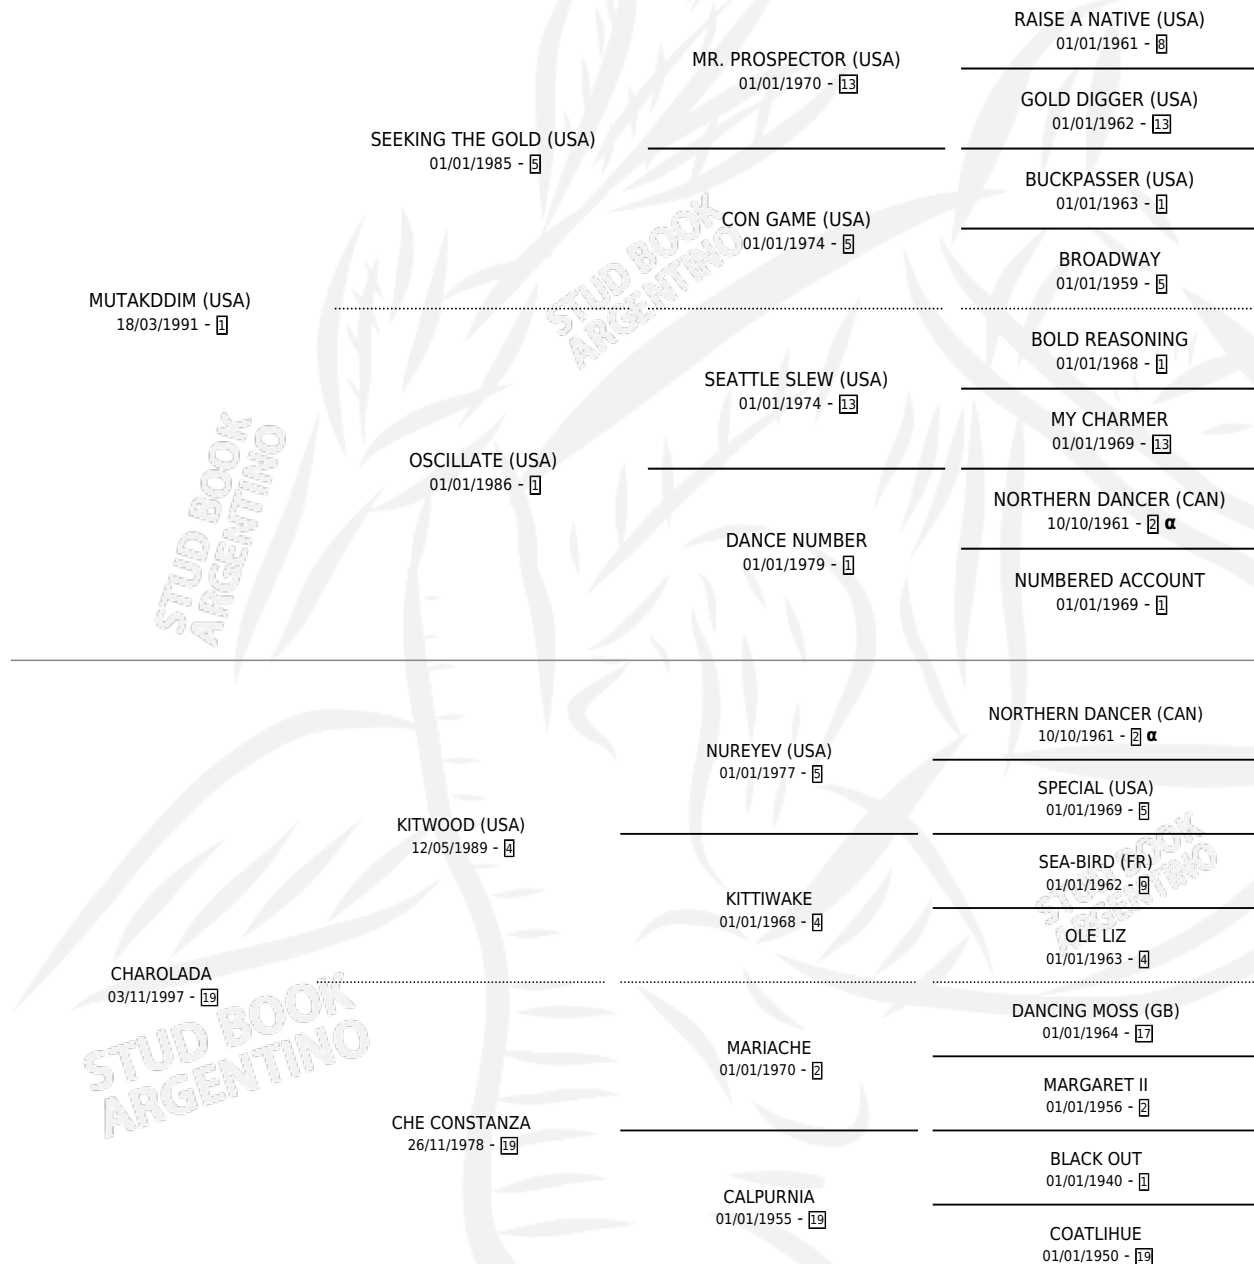 RAISE A NATIVE (USA)
01/01/1961 - 8
MR. PROSPECTOR (USA)
01/01/1970 - 13
GOLD DIGGER (USA)
01/01/1962 - 13
SEEKING THE GOLD (USA)
01/01/1985 - 5
BUCKPASSER (USA)
01/01/1963 - 1
CON GAME (USA)
01/01/1974 - 5
BROADWAY
01/01/1959 - 5
STUD BOOK
ARGENTINO
MUTAKDDIM (USA)
18/03/1991 - 1
BOLD REASONING
01/01/1968 - 1
SEATTLE SLEW (USA)
01/01/1974 - 13
MY CHARMER
01/01/1969 - 13
OSCILLATE (USA)
01/01/1986 - 1
NORTHERN DANCER (CAN)
10/10/1961 - 2 α
DANCE NUMBER
01/01/1979 - 1
NUMBERED ACCOUNT
01/01/1969 - 1
STUD BOOK
ARGENTINO
NORTHERN DANCER (CAN)
10/10/1961 - 2 α
NUREYEV (USA)
01/01/1977 - 5
SPECIAL (USA)
01/01/1969 - 5
KITWOOD (USA)
12/05/1989 - 4
SEA-BIRD (FR)
01/01/1962 - 9
KITTIWAKE
01/01/1968 - 4
OLE LIZ
01/01/1963 - 4
STUD BOOK
ARGENTINO
CHAROLADA
03/11/1997 - 19
DANCING MOSS (GB)
01/01/1964 - 17
MARIACHE
01/01/1970 - 2
MARGARET II
01/01/1956 - 2
CHE CONSTANZA
26/11/1978 - 19
BLACK OUT
01/01/1940 - 1
CALPURNIA
01/01/1955 - 19
COATLIHUE
01/01/1950 - 19
STUD BOOK
ARGENTINO